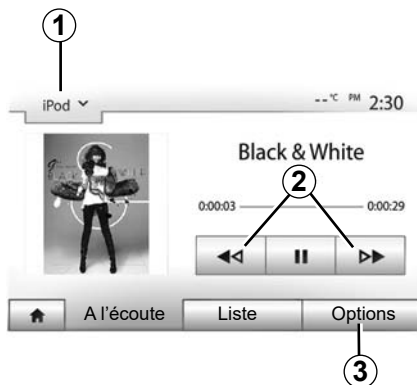 1
iPod
--°C PM 2:30
Black & White
2
0:00:03 0:00:29
A l'écoute Liste Options
3